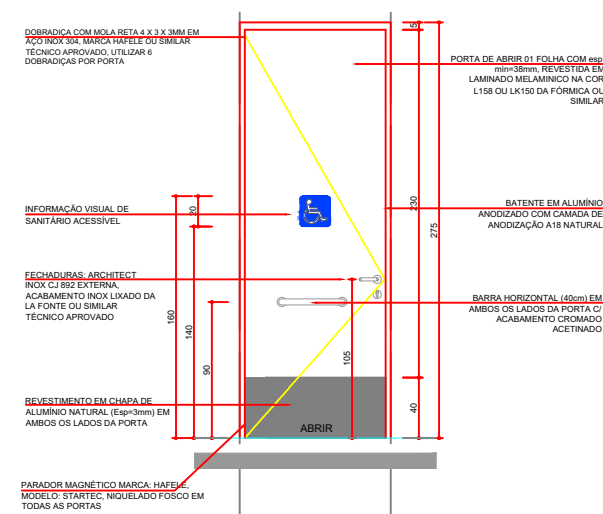 DOBRADIÇA COM MOLA RETA 4 X 3 X 3MM EM
AÇO INOX 304, MARCA HAFELE OU SIMILAR
TÉCNICO APROVADO, UTILIZAR 6
DOBRADIÇAS POR PORTA
5
PORTA DE ABRIR 01 FOLHA COM esp
min=38mm, REVESTIDA EM
LAMINADO MELAMINICO NA COR
L158 OU LK150 DA FÓRMICA OU
SIMILAR
INFORMAÇÃO VISUAL DE
SANITÁRIO ACESSÍVEL
20
230
275
BATENTE EM ALUMÍNIO
ANODIZADO COM CAMADA DE
ANODIZAÇÃO A18 NATURAL
FECHADURAS: ARCHITECT
INOX CJ 892 EXTERNA,
ACABAMENTO INOX LIXADO DA
LA FONTE OU SIMILAR
TÉCNICO APROVADO
160
140
90
105
BARRA HORIZONTAL (40cm) EM
AMBOS OS LADOS DA PORTA C/
ACABAMENTO CROMADO
ACETINADO
REVESTIMENTO EM CHAPA DE
ALUMÍNIO NATURAL (Esp=3mm) EM
AMBOS OS LADOS DA PORTA
40
ABRIR
PARADOR MAGNÉTICO MARCA: HAFELE,
MODELO: STARTEC, NIQUELADO FOSCO EM
TODAS AS PORTAS